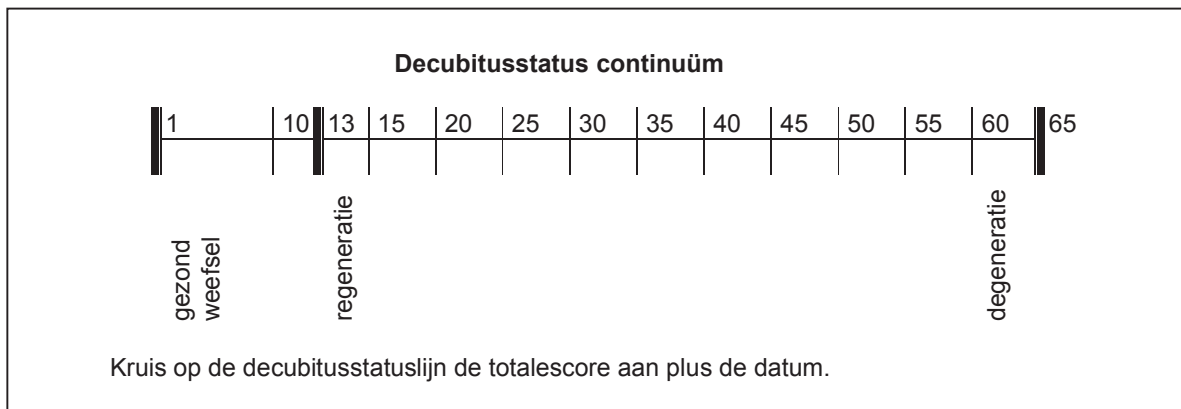 Decubitusstatus continuüm
1 10 13 15 20 25 30 35 40 45 50 55 60 65
gezond
weefsel
regeneratie
degeneratie
Kruis op de decubitusstatuslijn de totalescore aan plus de datum.